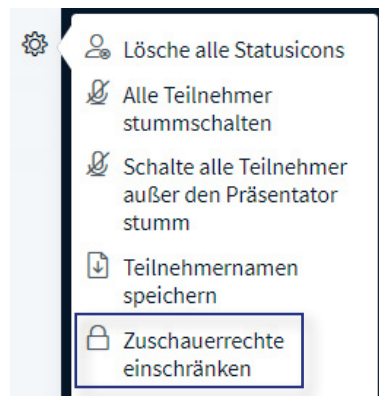 Lösche alle Statusicons
Alle Teilnehmer
stummschalten
Schalte alle Teilnehmer
außer den Präsentator
stumm
Teilnehmernamen
speichern
Zuschauerrechte
einschränken